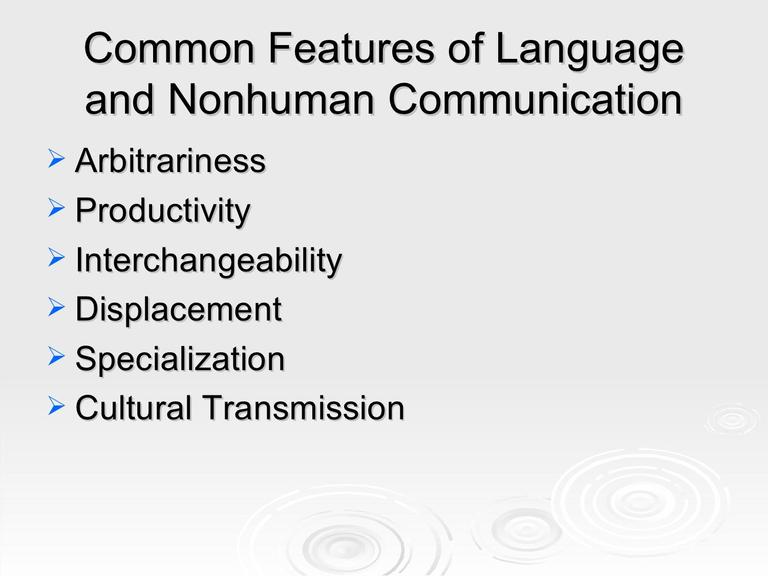 Common Features of Language
and Nonhuman Communication
Arbitrariness
Productivity
Interchangeability
Displacement
Specialization
Cultural Transmission